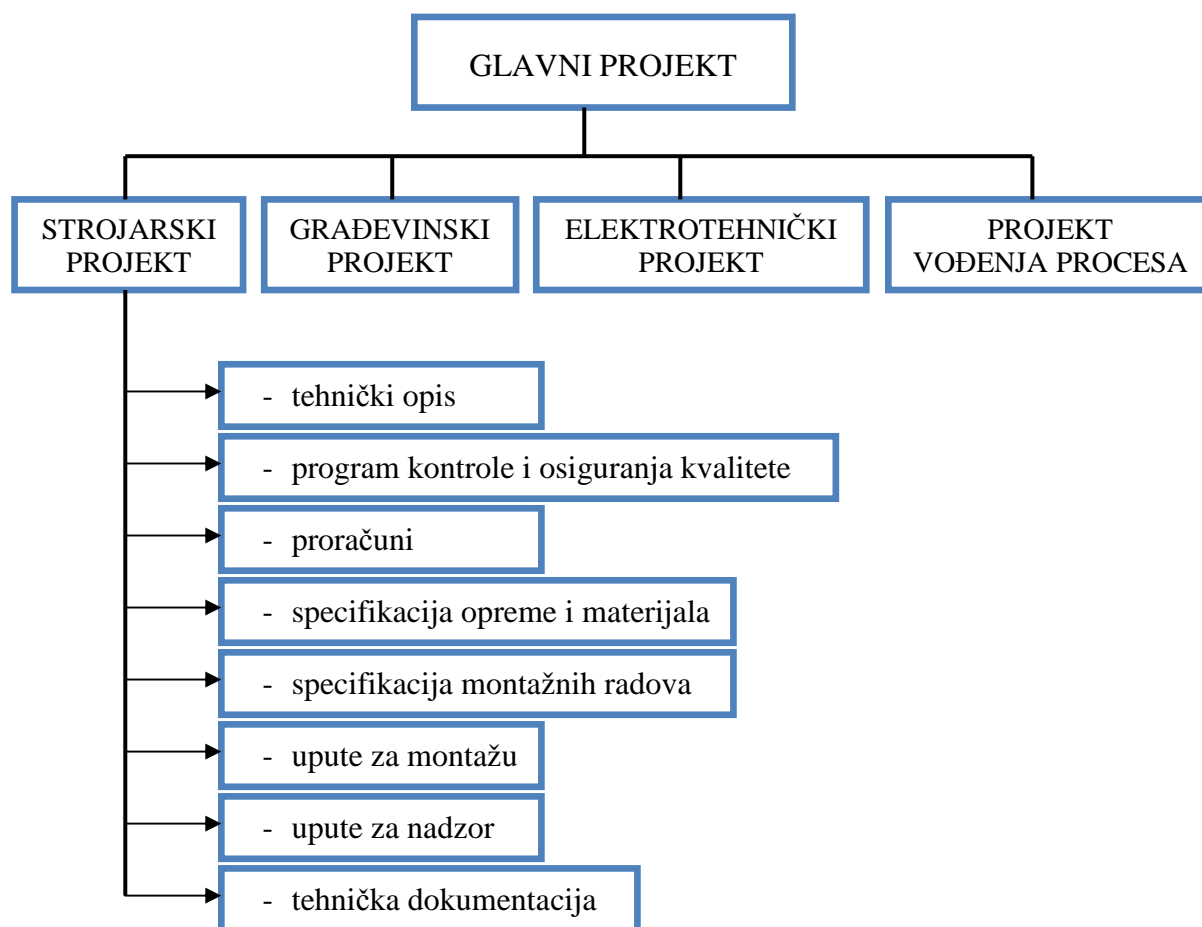 GLAVNI PROJEKT
STROJARSKI
PROJEKT
GRAĐEVINSKI
PROJEKT
ELEKTROTEHNIČKI
PROJEKT
PROJEKT
VOĐENJA PROCESA
- tehnički opis
- program kontrole i osiguranja kvalitete
- proračuni
- specifikacija opreme i materijala
- specifikacija montažnih radova
- upute za montažu
- upute za nadzor
- tehnička dokumentacija